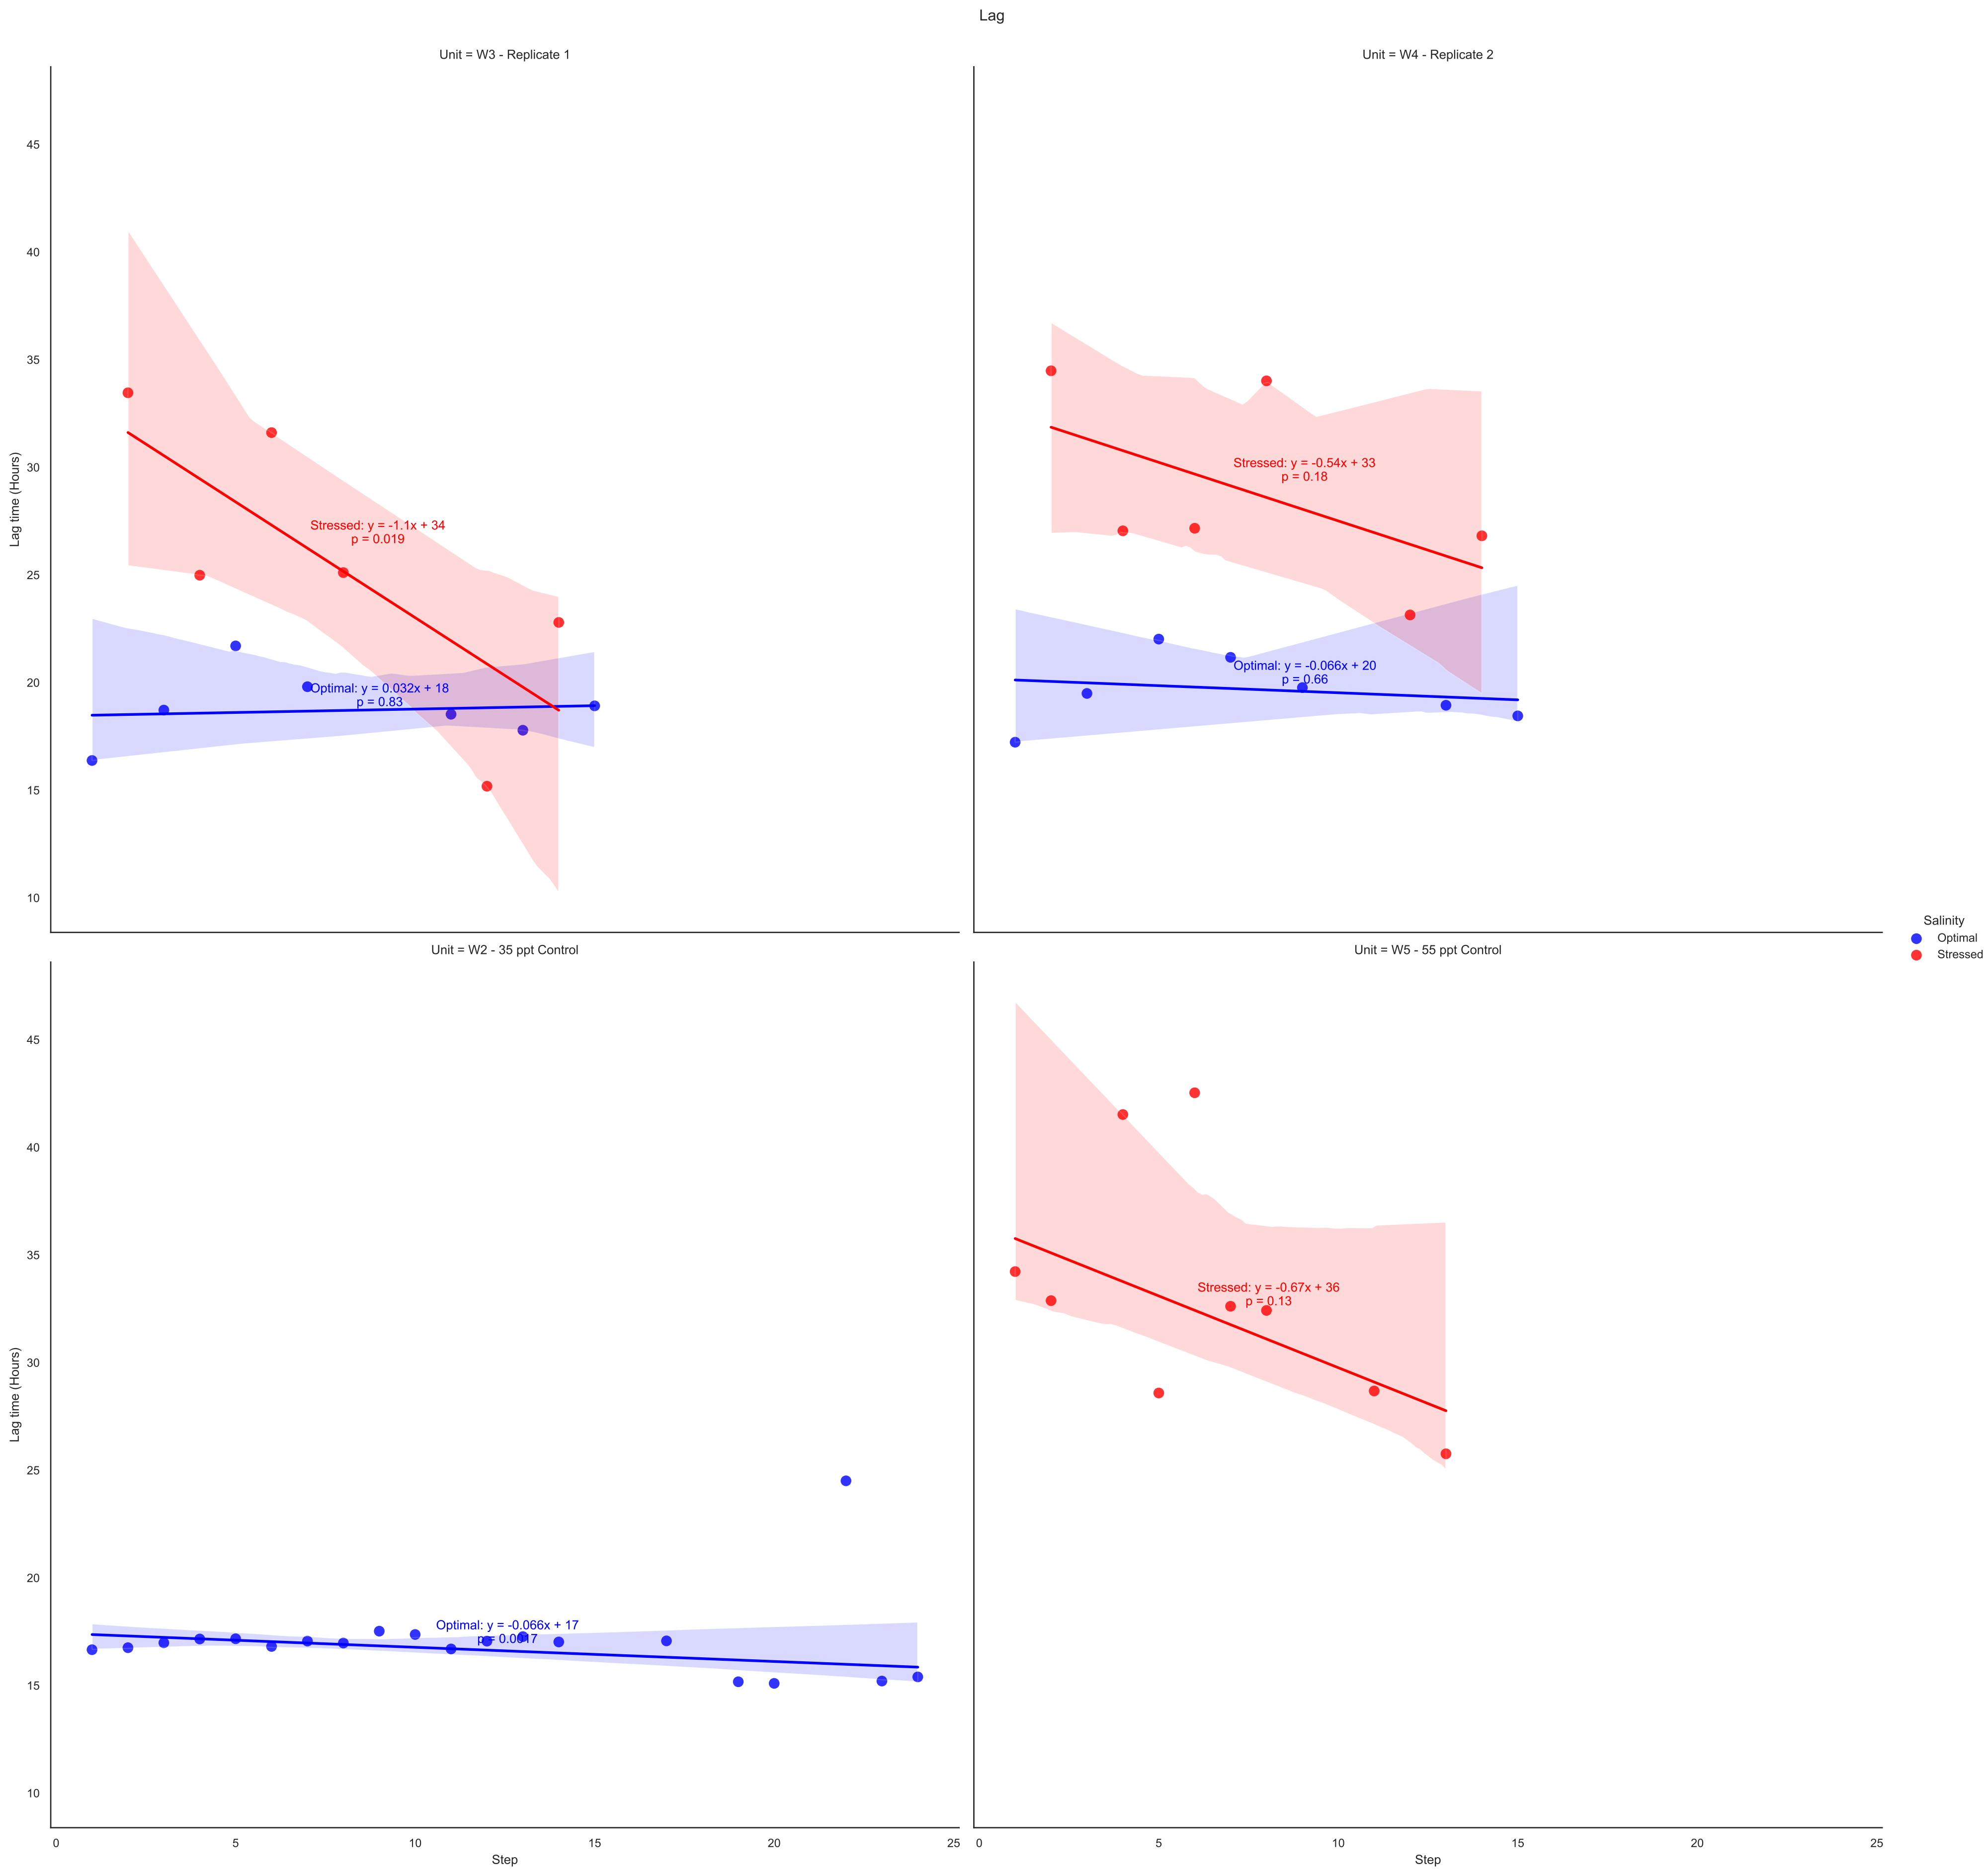 Lag
Unit = W3 - Replicate 1
Unit = W4 - Replicate 2
45
40
35
30
25
20
15
10
Lag time (Hours)
Stressed: y = -1.1x + 34
p = 0.019
Optimal: y = 0.032x + 18
p = 0.83
Stressed: y = -0.54x + 33
p = 0.18
Optimal: y = -0.066x + 20
p = 0.66
Salinity
Optimal
Stressed
Unit = W2 - 35 ppt Control
Unit = W5 - 55 ppt Control
45
40
35
30
25
20
15
10
Lag time (Hours)
Optimal: y = -0.066x + 17
p = 0.0017
Stressed: y = -0.67x + 36
p = 0.13
0 5 10 15 20 25
Step
0 5 10 15 20 25
Step